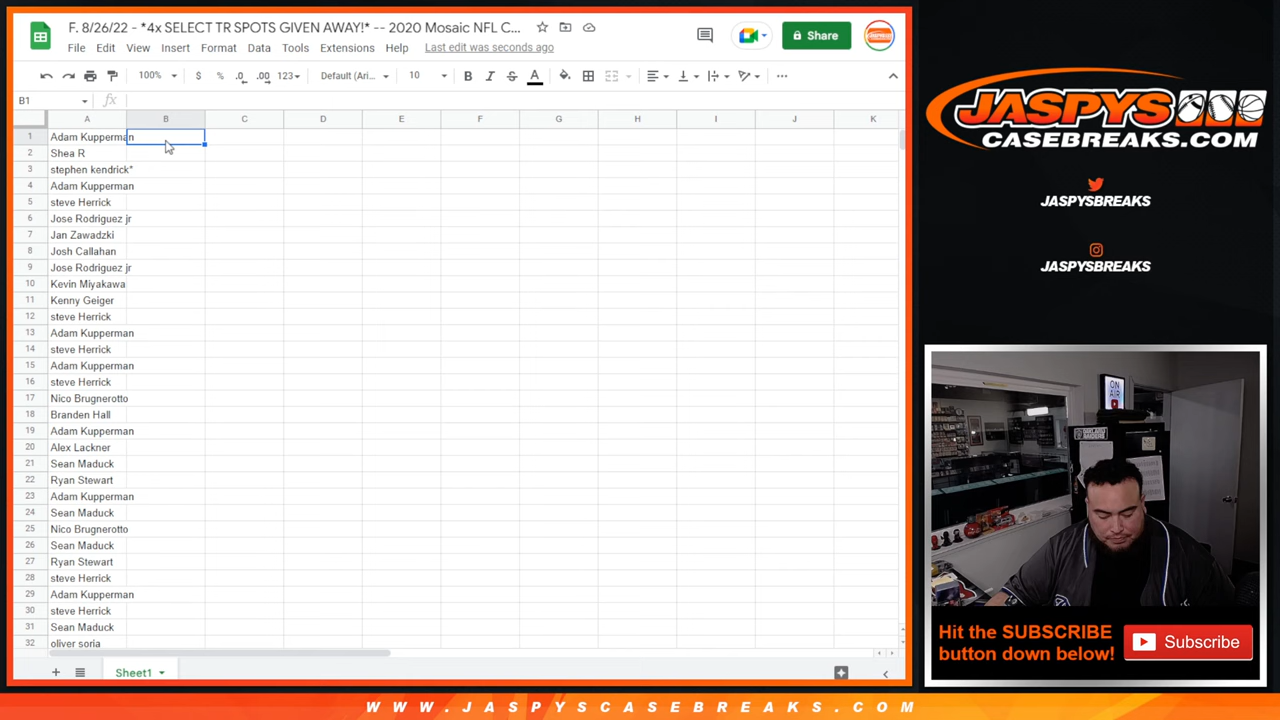 F. 8/26/22 - *4x SELECT TR SPOTS GIVEN AWAY!* -- 2020 Mosaic NFL C...
File Edit View Insert Format Data Tools Extensions Help Last edit was seconds ago
Share
100% $ % .0 .00 123 Default (Ari... 10 B I S A
B1 fx
A B C D E F G H I J K
1 Adam Kupperman
2 Shea R
3 stephen kendrick*
4 Adam Kupperman
5 steve Herrick
6 Jose Rodriguez jr
7 Jan Zawadzki
8 Josh Callahan
9 Jose Rodriguez jr
10 Kevin Miyakawa
11 Kenny Geiger
12 steve Herrick
13 Adam Kupperman
14 steve Herrick
15 Adam Kupperman
16 steve Herrick
17 Nico Brugnerotto
18 Branden Hall
19 Adam Kupperman
20 Alex Lackner
21 Sean Maduck
22 Ryan Stewart
23 Adam Kupperman
24 Sean Maduck
25 Nico Brugnerotto
26 Sean Maduck
27 Ryan Stewart
28 steve Herrick
29 Adam Kupperman
30 steve Herrick
31 Sean Maduck
32 oliver soria
Sheet1
JASPYS
CASEBREAKS.COM
JASPYSBREAKS
JASPYSBREAKS
ON
AIR
Hit the SUBSCRIBE
button down below!
Subscribe
WWW.JASPYSCASEBREAKS.COM